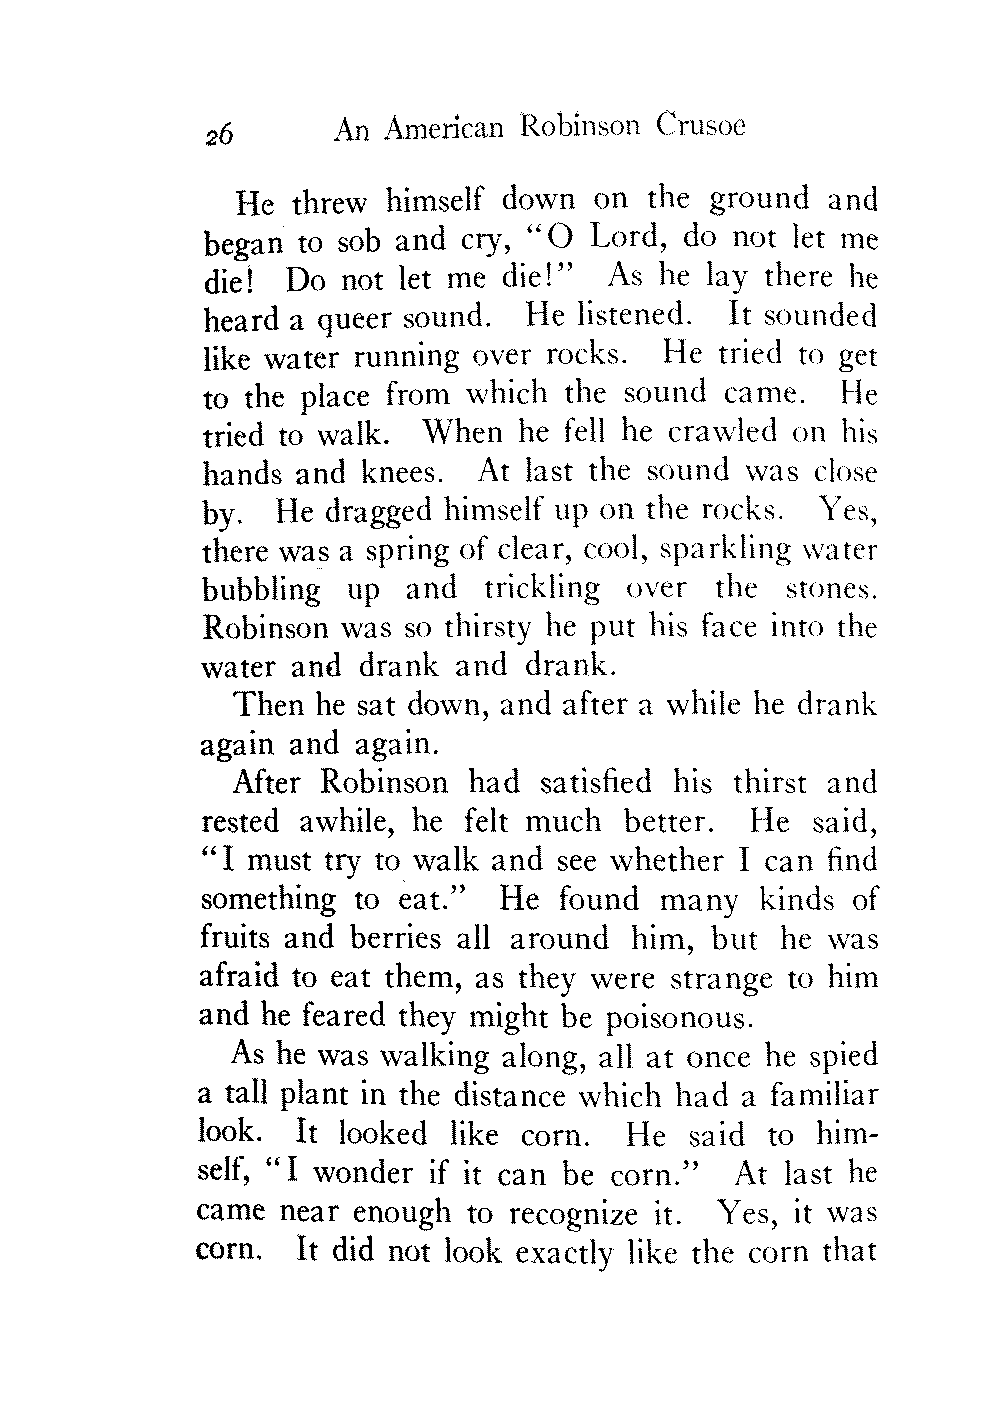 26 An American Robinson Crusoe
He threw himself down on the ground and
began to sob and cry, “O Lord, do not let me
die! Do not let me die!” As he lay there he
heard a queer sound. He listened. It sounded
like water running over rocks. He tried to get
to the place from which the sound came. He
tried to walk. When he fell he crawled on his
hands and knees. At last the sound was close
by. He dragged himself up on the rocks. Yes,
there was a spring of clear, cool, sparkling water
bubbling up and trickling over the stones.
Robinson was so thirsty he put his face into the
water and drank and drank.
Then he sat down, and after a while he drank
again and again.
After Robinson had satisfied his thirst and
rested awhile, he felt much better. He said,
“I must try to walk and see whether I can find
something to eat.” He found many kinds of
fruits and berries all around him, but he was
afraid to eat them, as they were strange to him
and he feared they might be poisonous.
As he was walking along, all at once he spied
a tall plant in the distance which had a familiar
look. It looked like corn. He said to him-
self, “I wonder if it can be corn.” At last he
came near enough to recognize it. Yes, it was
corn. It did not look exactly like the corn that